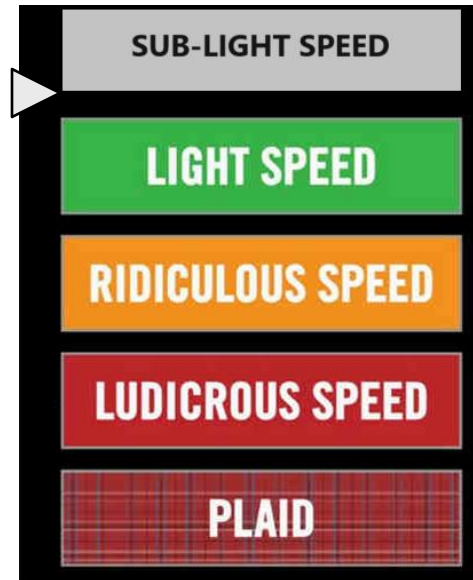 SUB-LIGHT SPEED
LIGHT SPEED
RIDICULOUS SPEED
LUDICROUS SPEED
PLAID